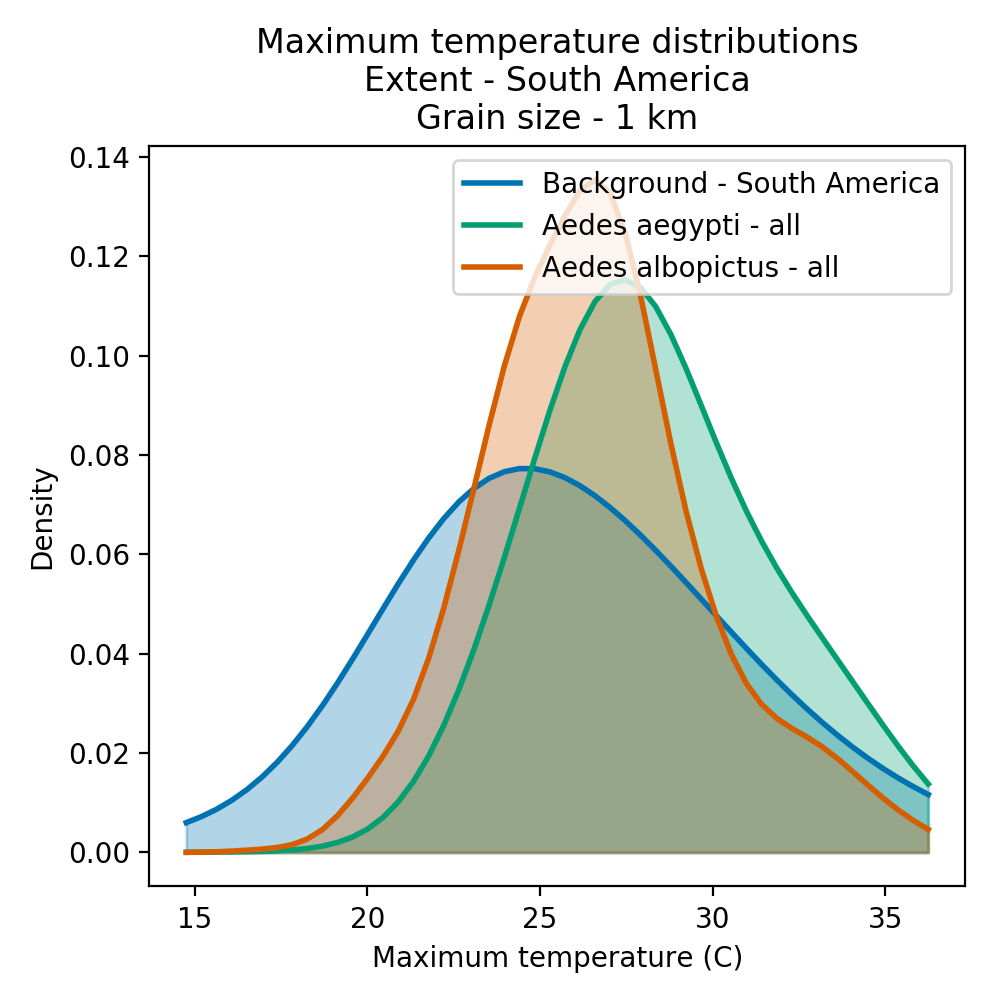 Maximum temperature distributions
Extent - South America
Grain size - 1 km
Background - South America
Aedes aegypti - all
Aedes albopictus - all
0.14
0.12
0.10
0.08
0.06
0.04
0.02
0.00
Density
15 20 25 30 35
Maximum temperature (C)